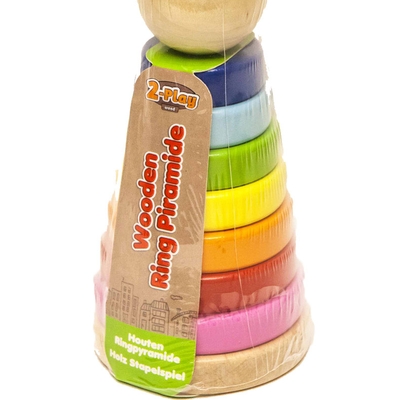 2-Play
wood
Wooden
Ring Piramide
Houten
Ringpyramide
Holz Stapelspiel